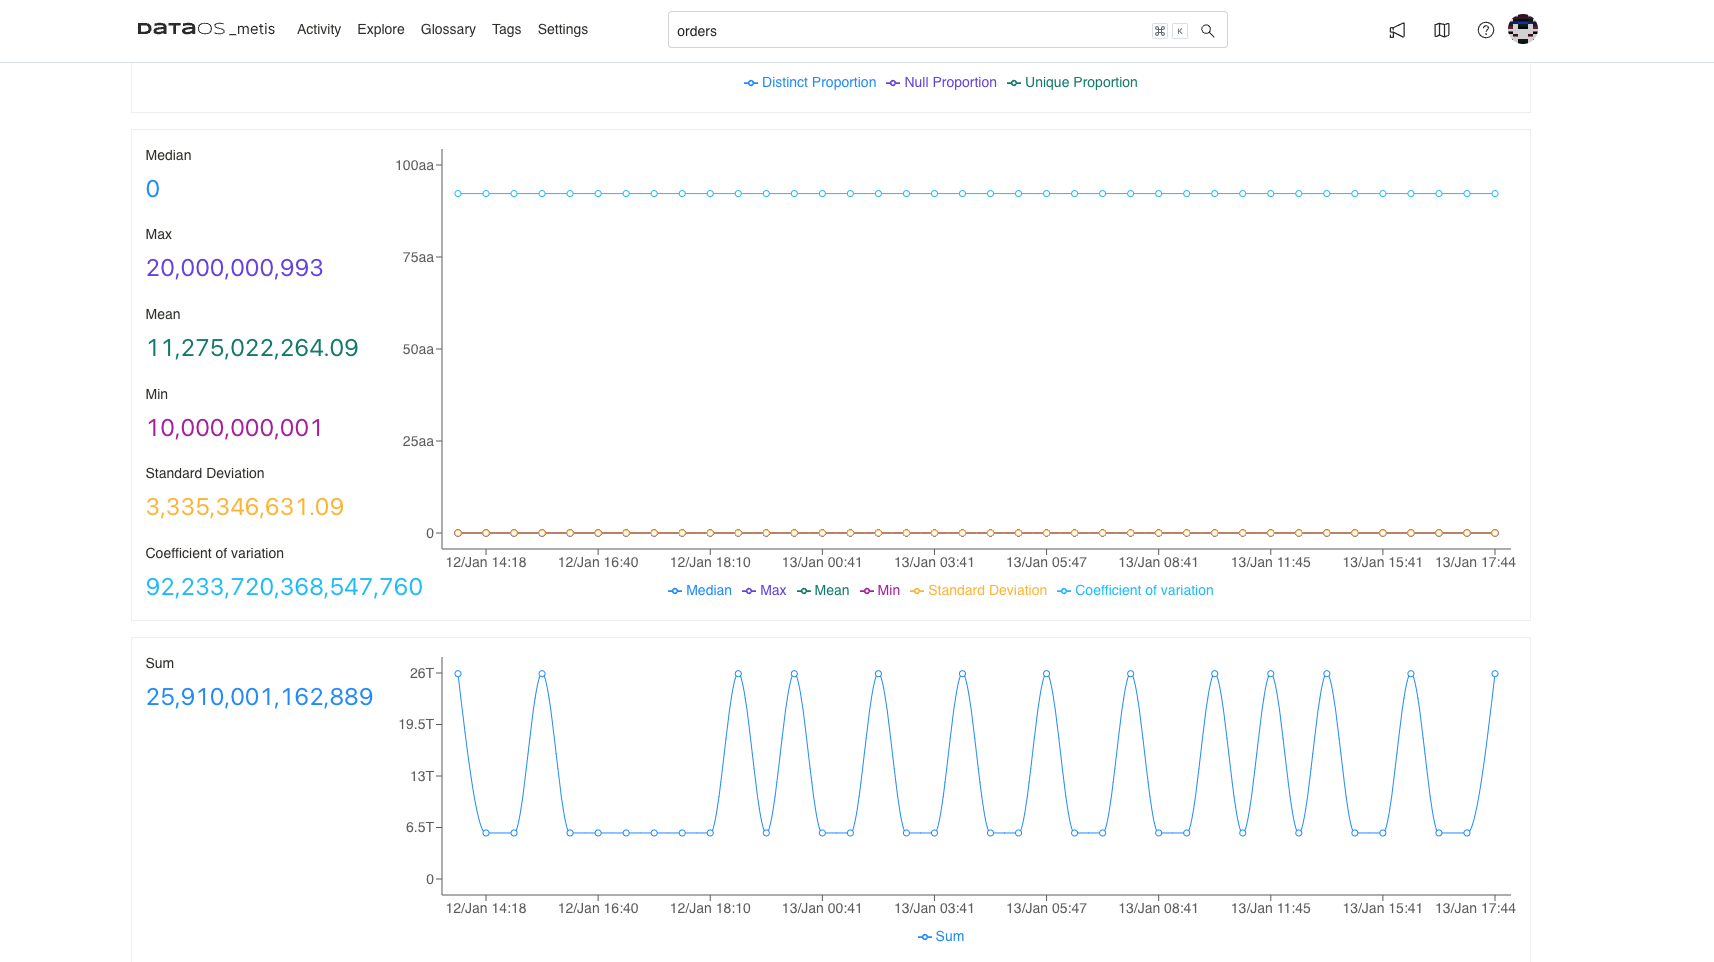 DATAOS _metis Activity Explore Glossary Tags Settings orders ⌘ K
Distinct Proportion Null Proportion Unique Proportion
Median
0
Max
20,000,000,993
Mean
11,275,022,264.09
Min
10,000,000,001
Standard Deviation
3,335,346,631.09
Coefficient of variation
92,233,720,368,547,760
100aa
75aa
50aa
25aa
0
12/Jan 14:18 12/Jan 16:40 12/Jan 18:10 13/Jan 00:41 13/Jan 03:41 13/Jan 05:47 13/Jan 08:41 13/Jan 11:45 13/Jan 15:41 13/Jan 17:44
Median Max Mean Min Standard Deviation Coefficient of variation
Sum
25,910,001,162,889
26T
19.5T
13T
6.5T
0
12/Jan 14:18 12/Jan 16:40 12/Jan 18:10 13/Jan 00:41 13/Jan 03:41 13/Jan 05:47 13/Jan 08:41 13/Jan 11:45 13/Jan 15:41 13/Jan 17:44
Sum